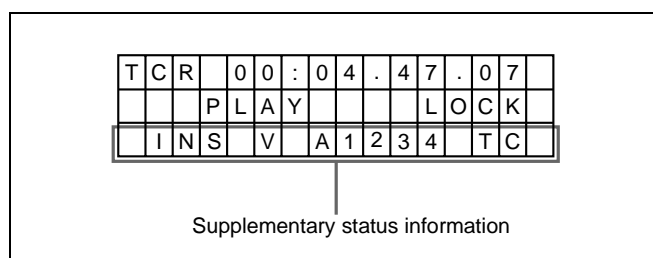 TCR 00:04.47.07
PLAY LOCK
INS V A1234 TC
Supplementary status information